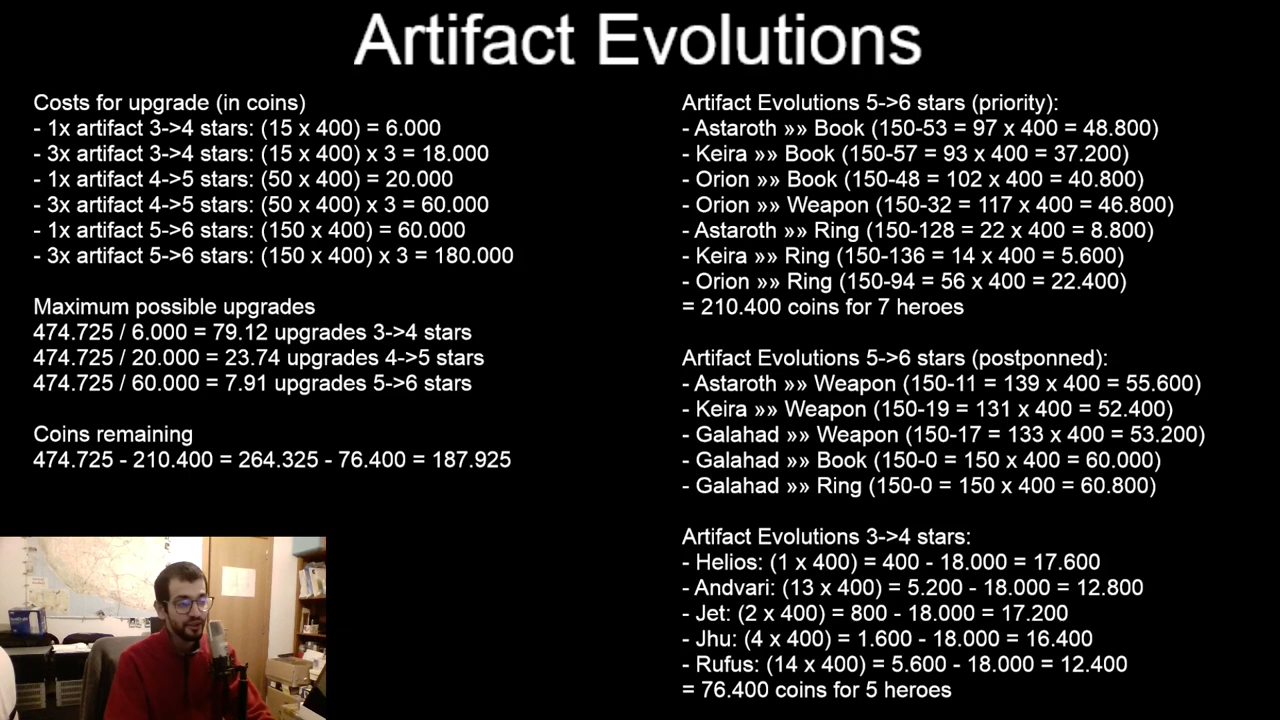 Artifact Evolutions
Costs for upgrade (in coins)
- 1x artifact 3->4 stars: (15 x 400) = 6.000
- 3x artifact 3->4 stars: (15 x 400) x 3 = 18.000
- 1x artifact 4->5 stars: (50 x 400) = 20.000
- 3x artifact 4->5 stars: (50 x 400) x 3 = 60.000
- 1x artifact 5->6 stars: (150 x 400) = 60.000
- 3x artifact 5->6 stars: (150 x 400) x 3 = 180.000
Maximum possible upgrades
474.725 / 6.000 = 79.12 upgrades 3->4 stars
474.725 / 20.000 = 23.74 upgrades 4->5 stars
474.725 / 60.000 = 7.91 upgrades 5->6 stars
Coins remaining
474.725 - 210.400 = 264.325 - 76.400 = 187.925
Artifact Evolutions 5->6 stars (priority):
- Astaroth »» Book (150-53 = 97 x 400 = 48.800)
- Keira »» Book (150-57 = 93 x 400 = 37.200)
- Orion »» Book (150-48 = 102 x 400 = 40.800)
- Orion »» Weapon (150-32 = 117 x 400 = 46.800)
- Astaroth »» Ring (150-128 = 22 x 400 = 8.800)
- Keira »» Ring (150-136 = 14 x 400 = 5.600)
- Orion »» Ring (150-94 = 56 x 400 = 22.400)
= 210.400 coins for 7 heroes
Artifact Evolutions 5->6 stars (postponned):
- Astaroth »» Weapon (150-11 = 139 x 400 = 55.600)
- Keira »» Weapon (150-19 = 131 x 400 = 52.400)
- Galahad »» Weapon (150-17 = 133 x 400 = 53.200)
- Galahad »» Book (150-0 = 150 x 400 = 60.000)
- Galahad »» Ring (150-0 = 150 x 400 = 60.800)
Artifact Evolutions 3->4 stars:
- Helios: (1 x 400) = 400 - 18.000 = 17.600
- Andvari: (13 x 400) = 5.200 - 18.000 = 12.800
- Jet: (2 x 400) = 800 - 18.000 = 17.200
- Jhu: (4 x 400) = 1.600 - 18.000 = 16.400
- Rufus: (14 x 400) = 5.600 - 18.000 = 12.400
= 76.400 coins for 5 heroes